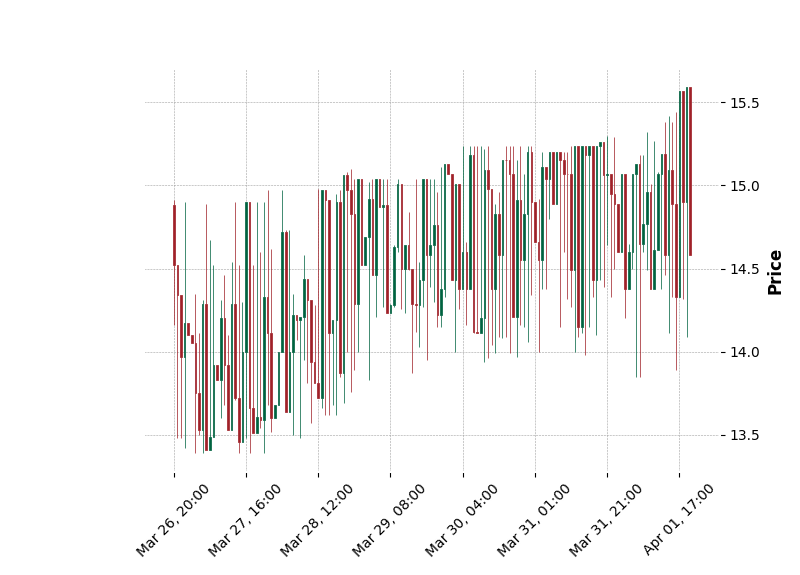 15.5
15.0
14.5
14.0
13.5
Price
Mar 26, 20:00
Mar 27, 16:00
Mar 28, 12:00
Mar 29, 08:00
Mar 30, 04:00
Mar 31, 01:00
Mar 31, 21:00
Apr 01, 17:00